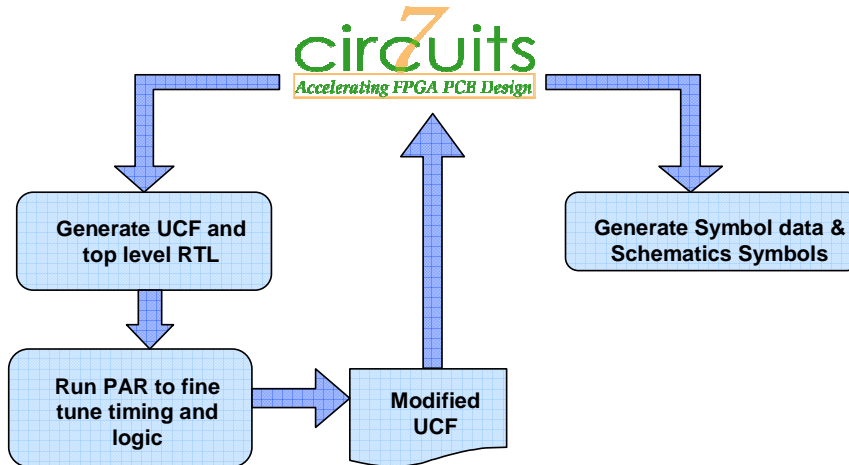 7
circuits
Accelerating FPGA PCB Design
Generate UCF and
top level RTL
Generate Symbol data &
Schematics Symbols
Run PAR to fine
tune timing and
logic
Modified
UCF